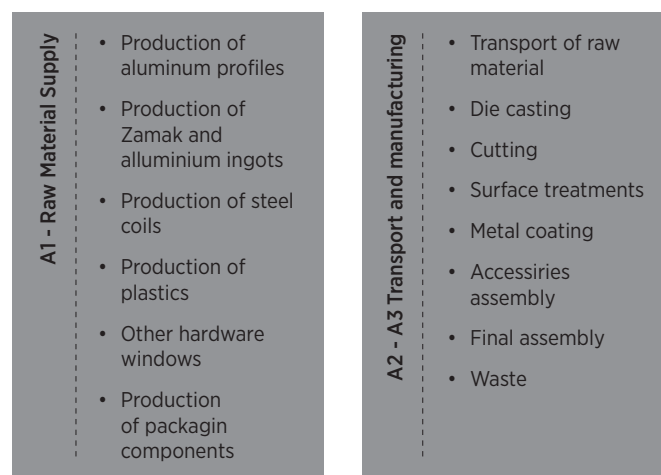 A1 - Raw Material Supply
• Production of
aluminum profiles
• Production of
Zamak and
alluminium ingots
• Production of steel
coils
• Production of
plastics
• Other hardware
windows
• Production
of packagin
components
A2 - A3 Transport and manufacturing
• Transport of raw
material
• Die casting
• Cutting
• Surface treatments
• Metal coating
• Accessiries
assembly
• Final assembly
• Waste